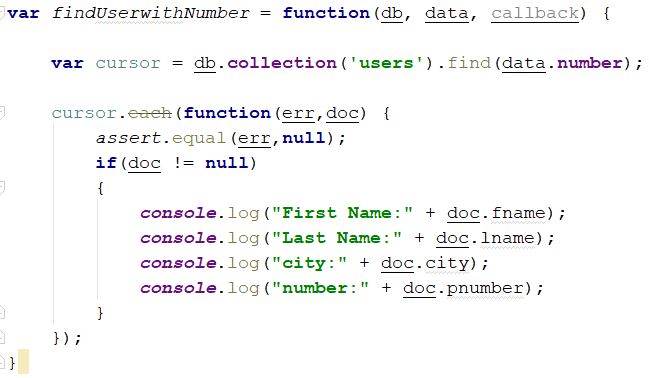 var findUserwithNumber = function(db, data, callback) {
var cursor = db.collection('users').find(data.number);
cursor.each(function(err,doc) {
assert.equal(err,null);
if(doc != null)
{
console.log("First Name:" + doc.fname);
console.log("Last Name:" + doc.lname);
console.log("city:" + doc.city);
console.log("number:" + doc.pnumber);
}
});
}